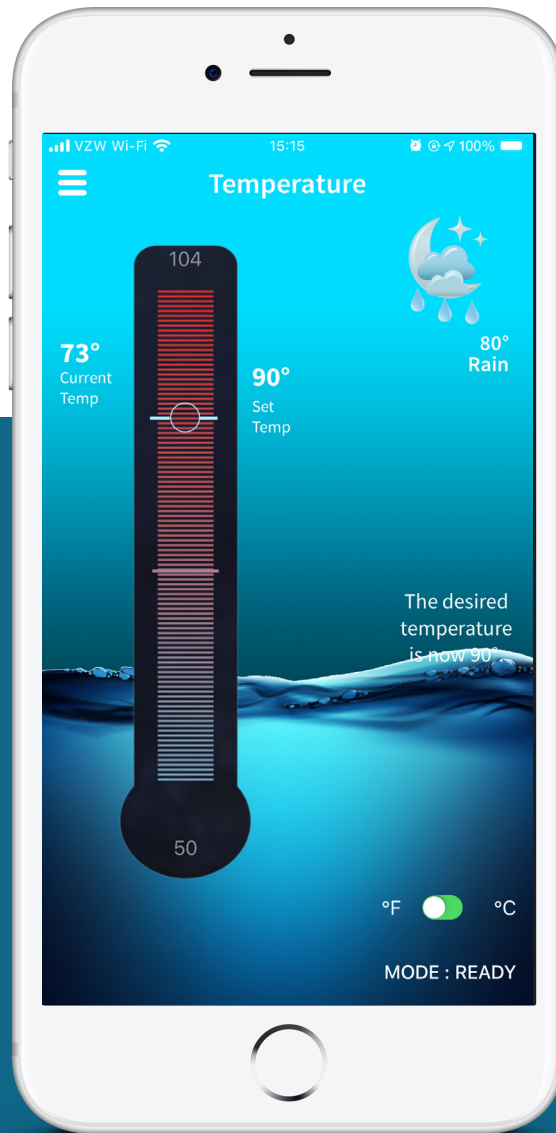 VZW Wi-Fi 15:15 100%
Temperature
104
80°
Rain
73°
Current
Temp
90°
Set
Temp
The desired
temperature
is now 90°
50
°F °C
MODE : READY